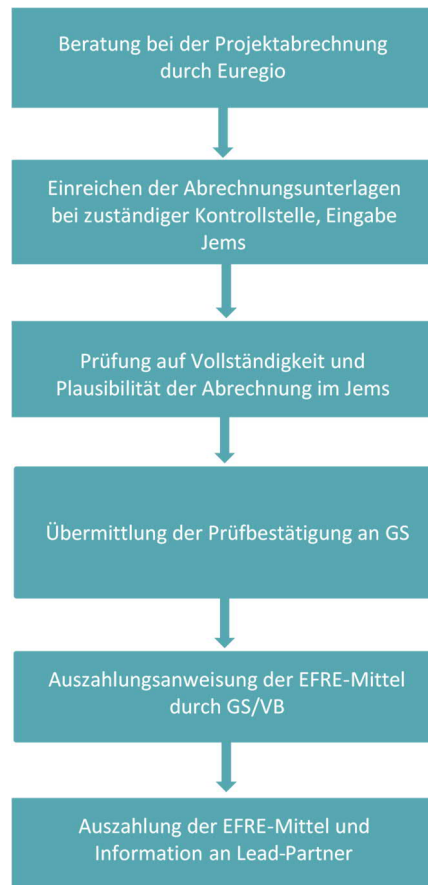 Beratung bei der Projektabrechnung
durch Euregio
Einreichen der Abrechnungsunterlagen
bei zuständiger Kontrollstelle, Eingabe
Jems
Prüfung auf Vollständigkeit und
Plausibilität der Abrechnung im Jems
Übermittlung der Prüfbestätigung an GS
Auszahlungsanweisung der EFRE-Mittel
durch GS/VB
Auszahlung der EFRE-Mittel und
Information an Lead-Partner